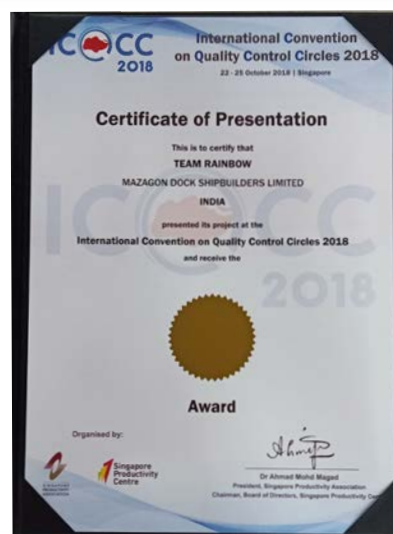 ICQCC
2018
International Convention
on Quality Control Circles 2018
22 - 25 October 2018 | Singapore
ICQCC
2018
Certificate of Presentation
This is to certify that
TEAM RAINBOW
MAZAGON DOCK SHIPBUILDERS LIMITED
INDIA
presented its project at the
International Convention on Quality Control Circles 2018
and receive the
Award
Organised by:
SINGAPORE
PRODUCTIVITY
ASSOCIATION
Singapore
Productivity
Centre
Dr Ahmad Mohd Magad
President, Singapore Productivity Association
Chairman, Board of Directors, Singapore Productivity